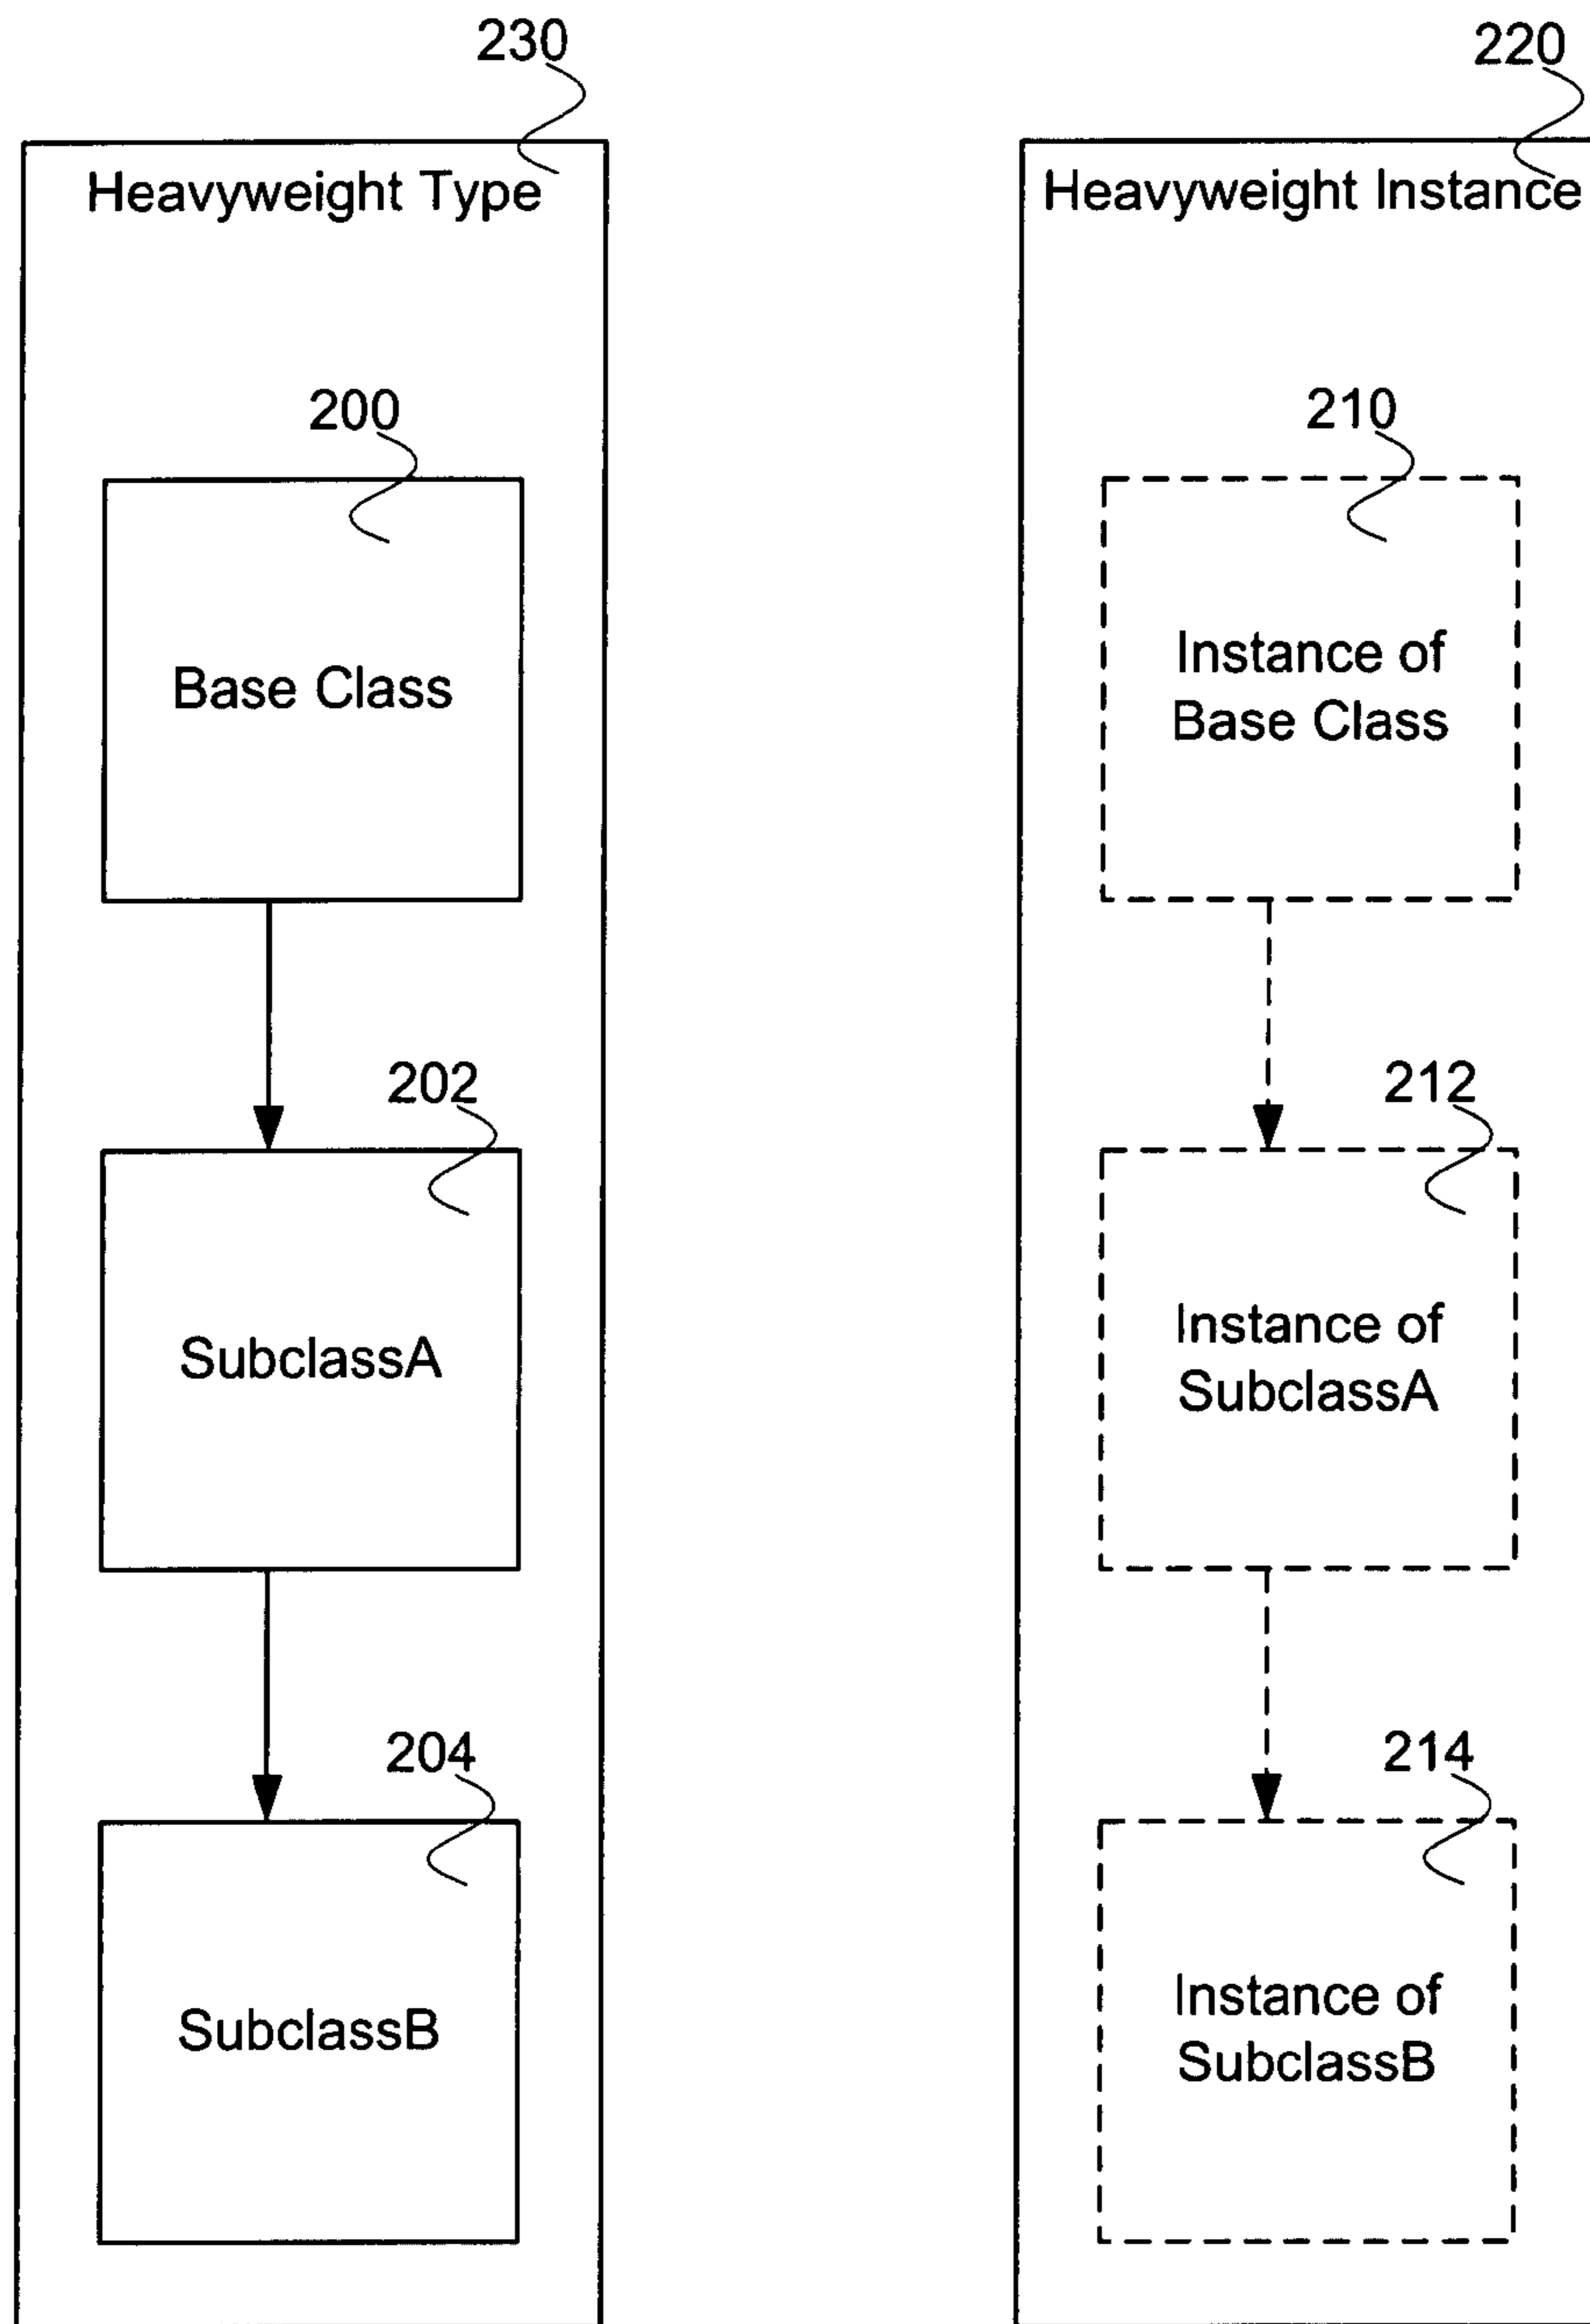 230
Heavyweight Type
200
Base Class
202
SubclassA
204
SubclassB
220
Heavyweight Instance
210
Instance of
Base Class
212
Instance of
SubclassA
214
Instance of
SubclassB